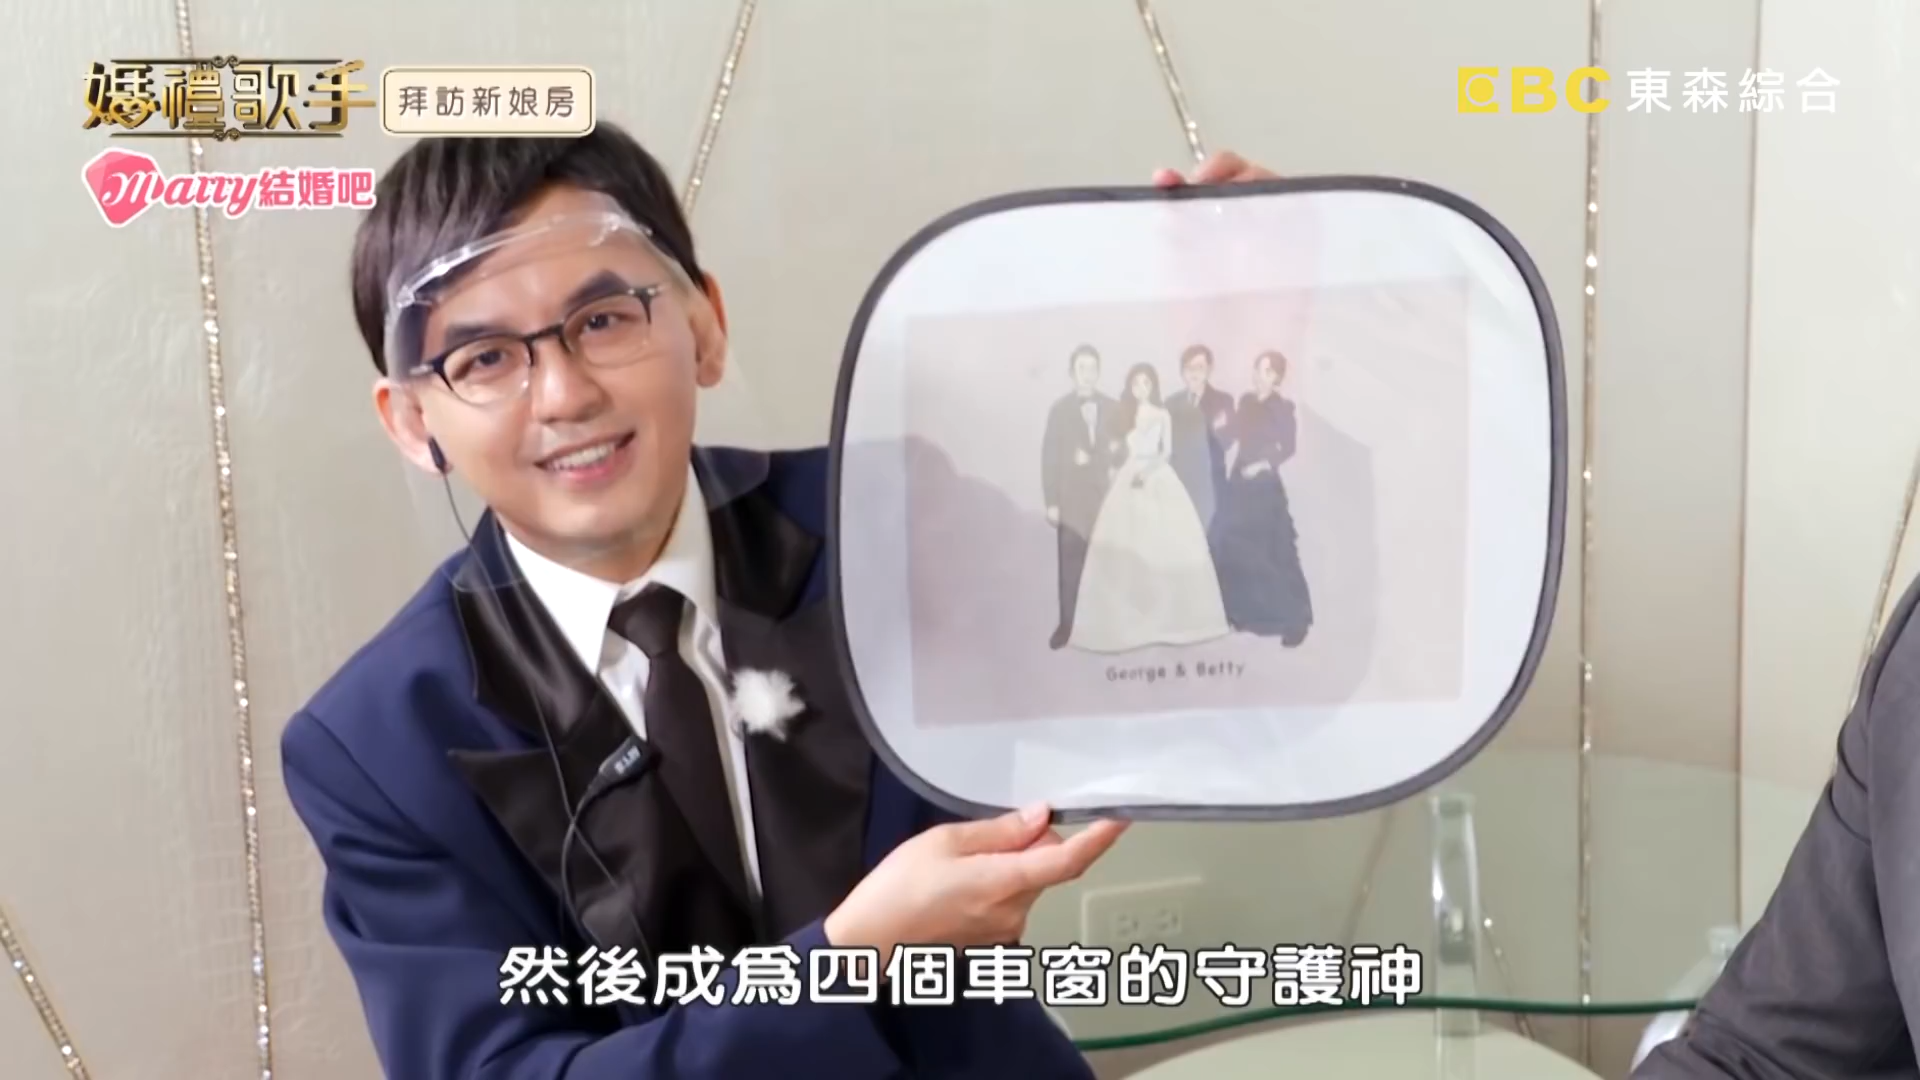 婚禮歌手
拜訪新娘房
EBC 東森綜合
Marry結婚吧
George & Betty
然後成為四個車窗的守護神